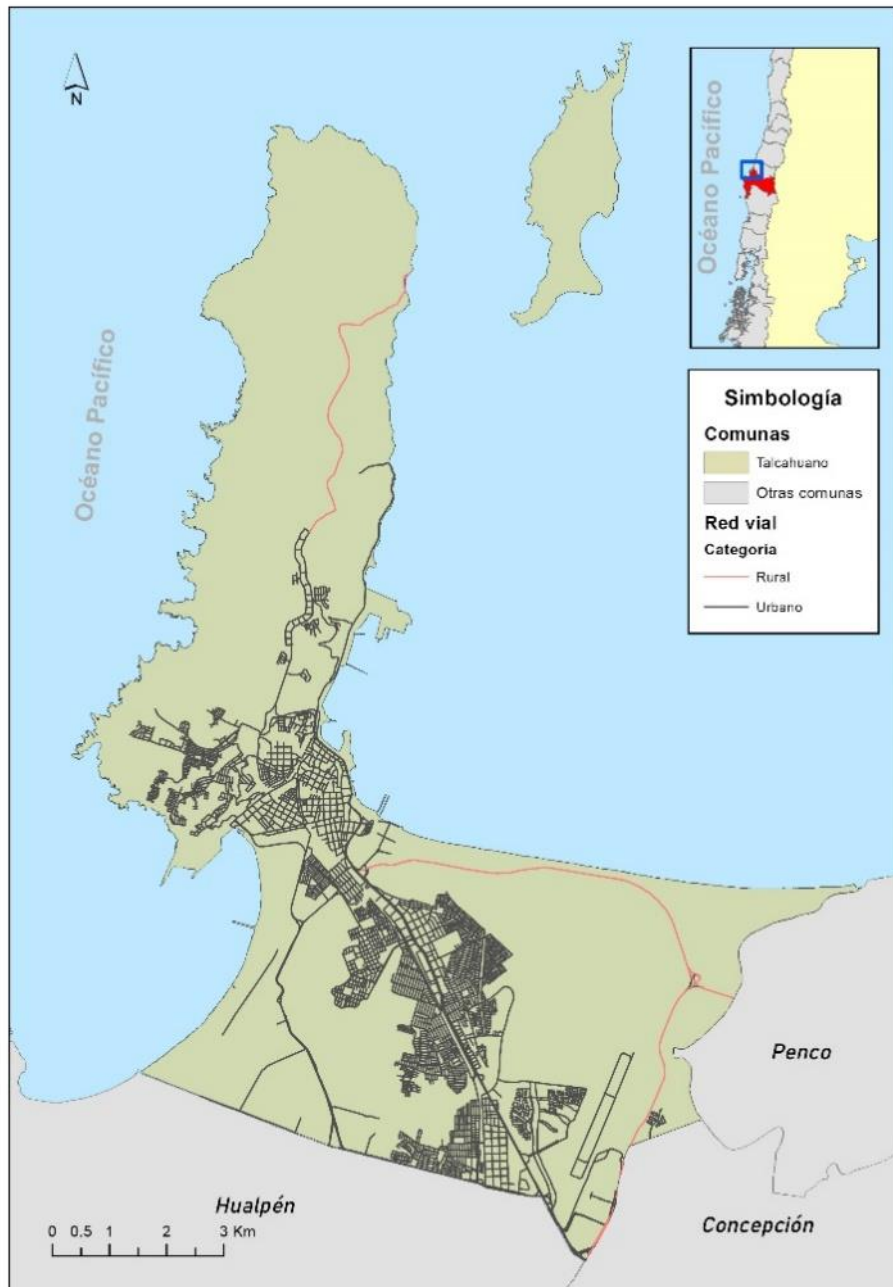 N
Océano Pacífico
Océano Pacífico
Simbología
Comunas
Talcahuano
Otras comunas
Red vial
Categoría
Rural
Urbano
Penco
Hualpén
Concepción
0 0.5 1 2 3 Km